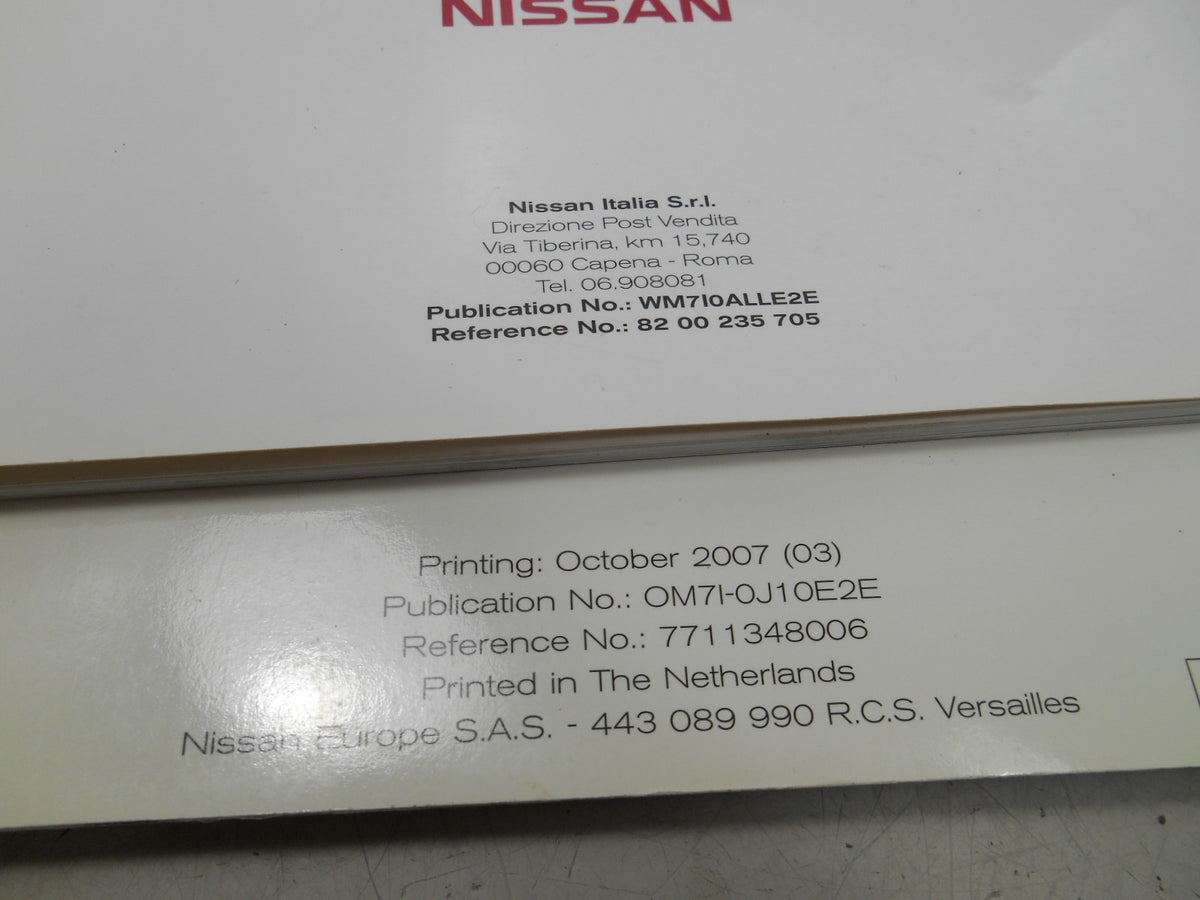 NISSAN
Nissan Italia S.r.l.
Direzione Post Vendita
Via Tiberina, km 15,740
00060 Capena - Roma
Tel. 06.908081
Publication No.: WM7I0ALLE2E
Reference No.: 82 00 235 705
Printing: October 2007 (03)
Publication No.: OM7I-0J10E2E
Reference No.: 7711348006
Printed in The Netherlands
Nissan Europe S.A.S. - 443 089 990 R.C.S. Versailles